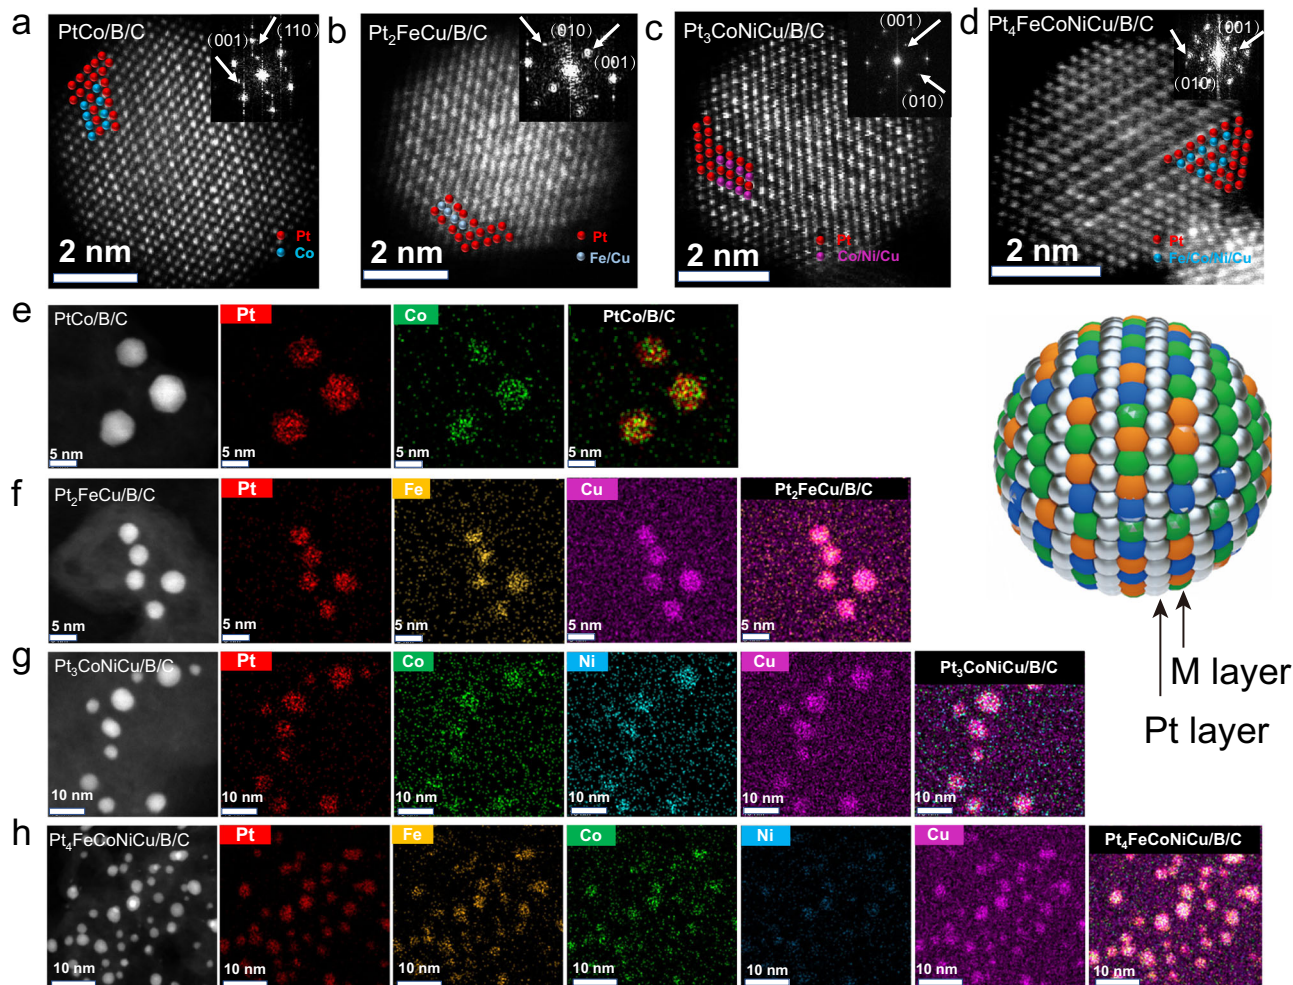 a
PtCo/B/C
(001)
(110)
2 nm
Pt
Co
b
Pt₂FeCu/B/C
(010)
(001)
2 nm
Pt
Fe/Cu
c
Pt₃CoNiCu/B/C
(001)
(010)
2 nm
Pt
Co/Ni/Cu
d
Pt₄FeCoNiCu/B/C
(001)
(010)
2 nm
Pt
Fe/Co/Ni/Cu
e
PtCo/B/C
Pt
Co
PtCo/B/C
5 nm
5 nm
5 nm
5 nm
f
Pt₂FeCu/B/C
Pt
Fe
Cu
Pt₂FeCu/B/C
5 nm
5 nm
5 nm
5 nm
5 nm
g
Pt₃CoNiCu/B/C
Pt
Co
Ni
Cu
Pt₃CoNiCu/B/C
10 nm
10 nm
10 nm
10 nm
10 nm
10 nm
M layer
Pt layer
h
Pt₄FeCoNiCu/B/C
Pt
Fe
Co
Ni
Cu
Pt₄FeCoNiCu/B/C
10 nm
10 nm
10 nm
10 nm
10 nm
10 nm
10 nm